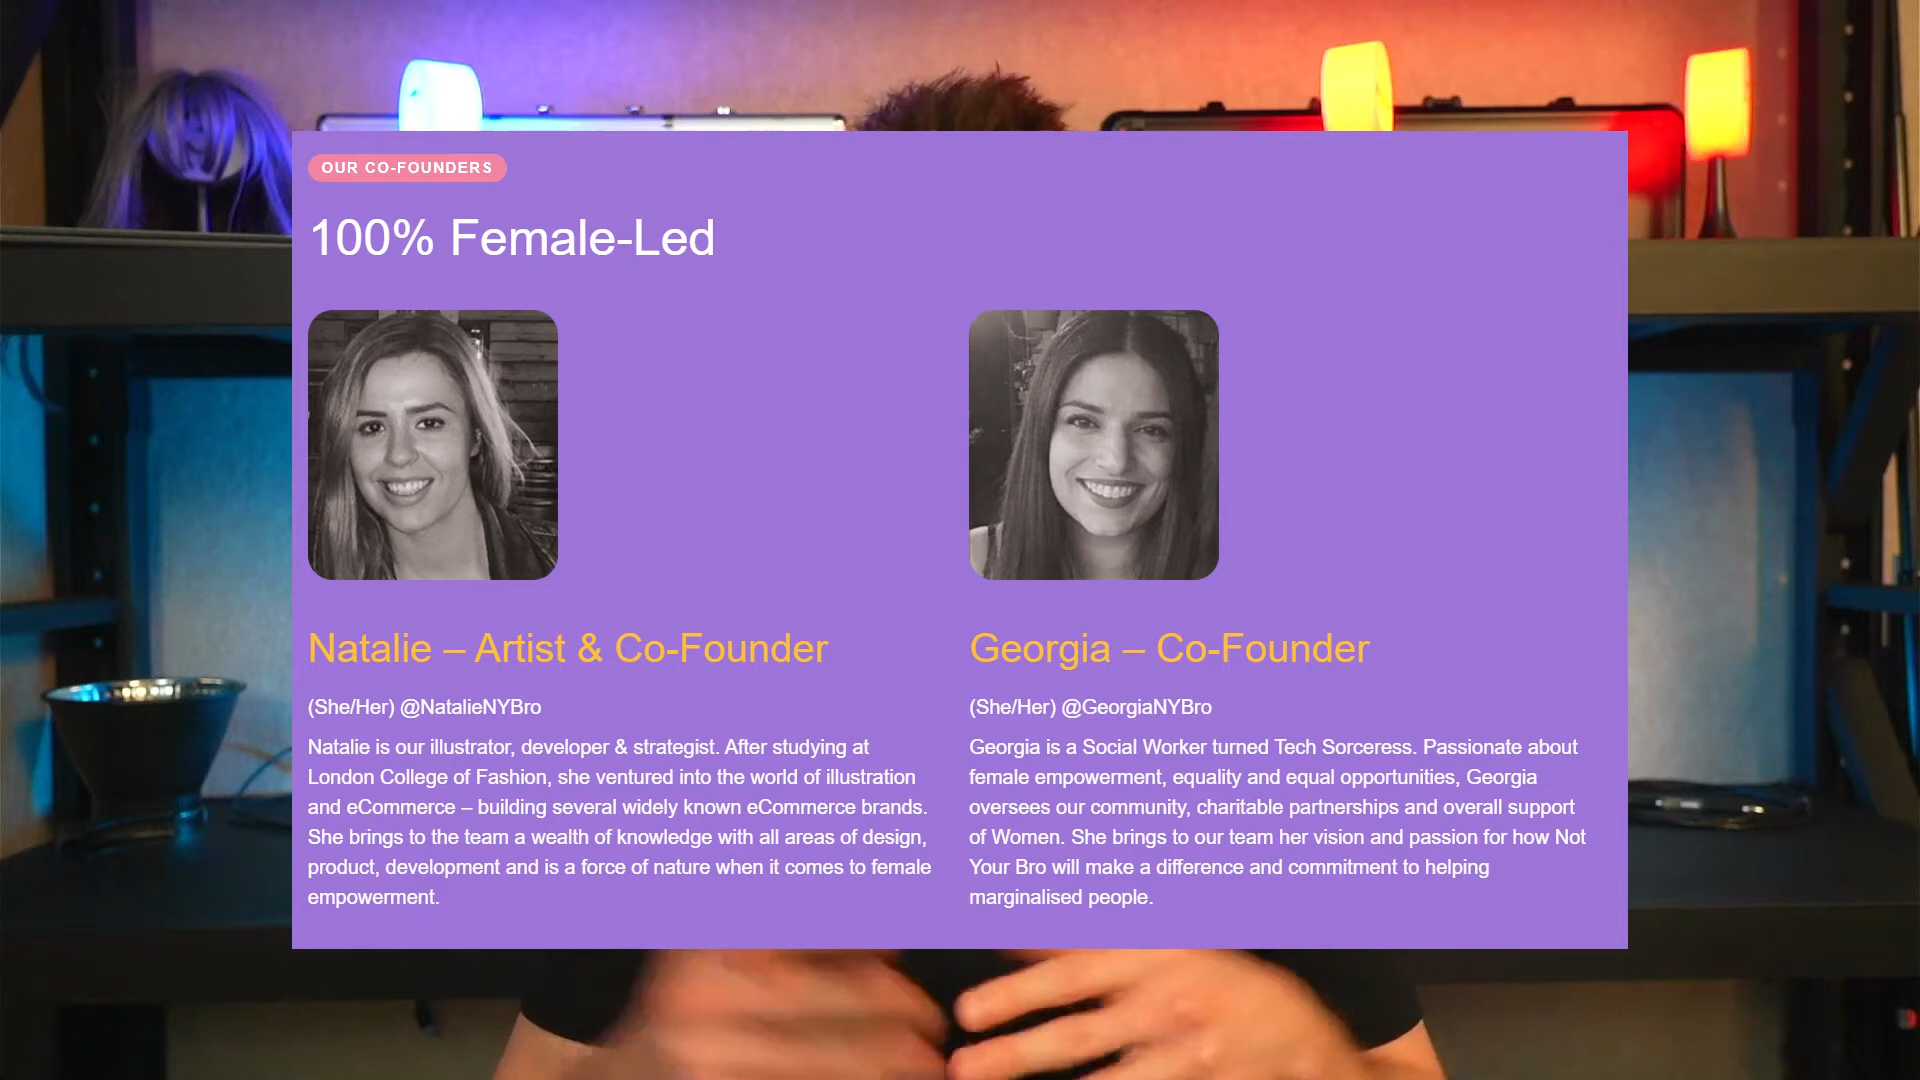 OUR CO-FOUNDERS
100% Female-Led
Natalie – Artist & Co-Founder
(She/Her) @NatalieNYBro
Natalie is our illustrator, developer & strategist. After studying at
London College of Fashion, she ventured into the world of illustration
and eCommerce – building several widely known eCommerce brands.
She brings to the team a wealth of knowledge with all areas of design,
product, development and is a force of nature when it comes to female
empowerment.
Georgia – Co-Founder
(She/Her) @GeorgiaNYBro
Georgia is a Social Worker turned Tech Sorceress. Passionate about
female empowerment, equality and equal opportunities, Georgia
oversees our community, charitable partnerships and overall support
of Women. She brings to our team her vision and passion for how Not
Your Bro will make a difference and commitment to helping
marginalised people.